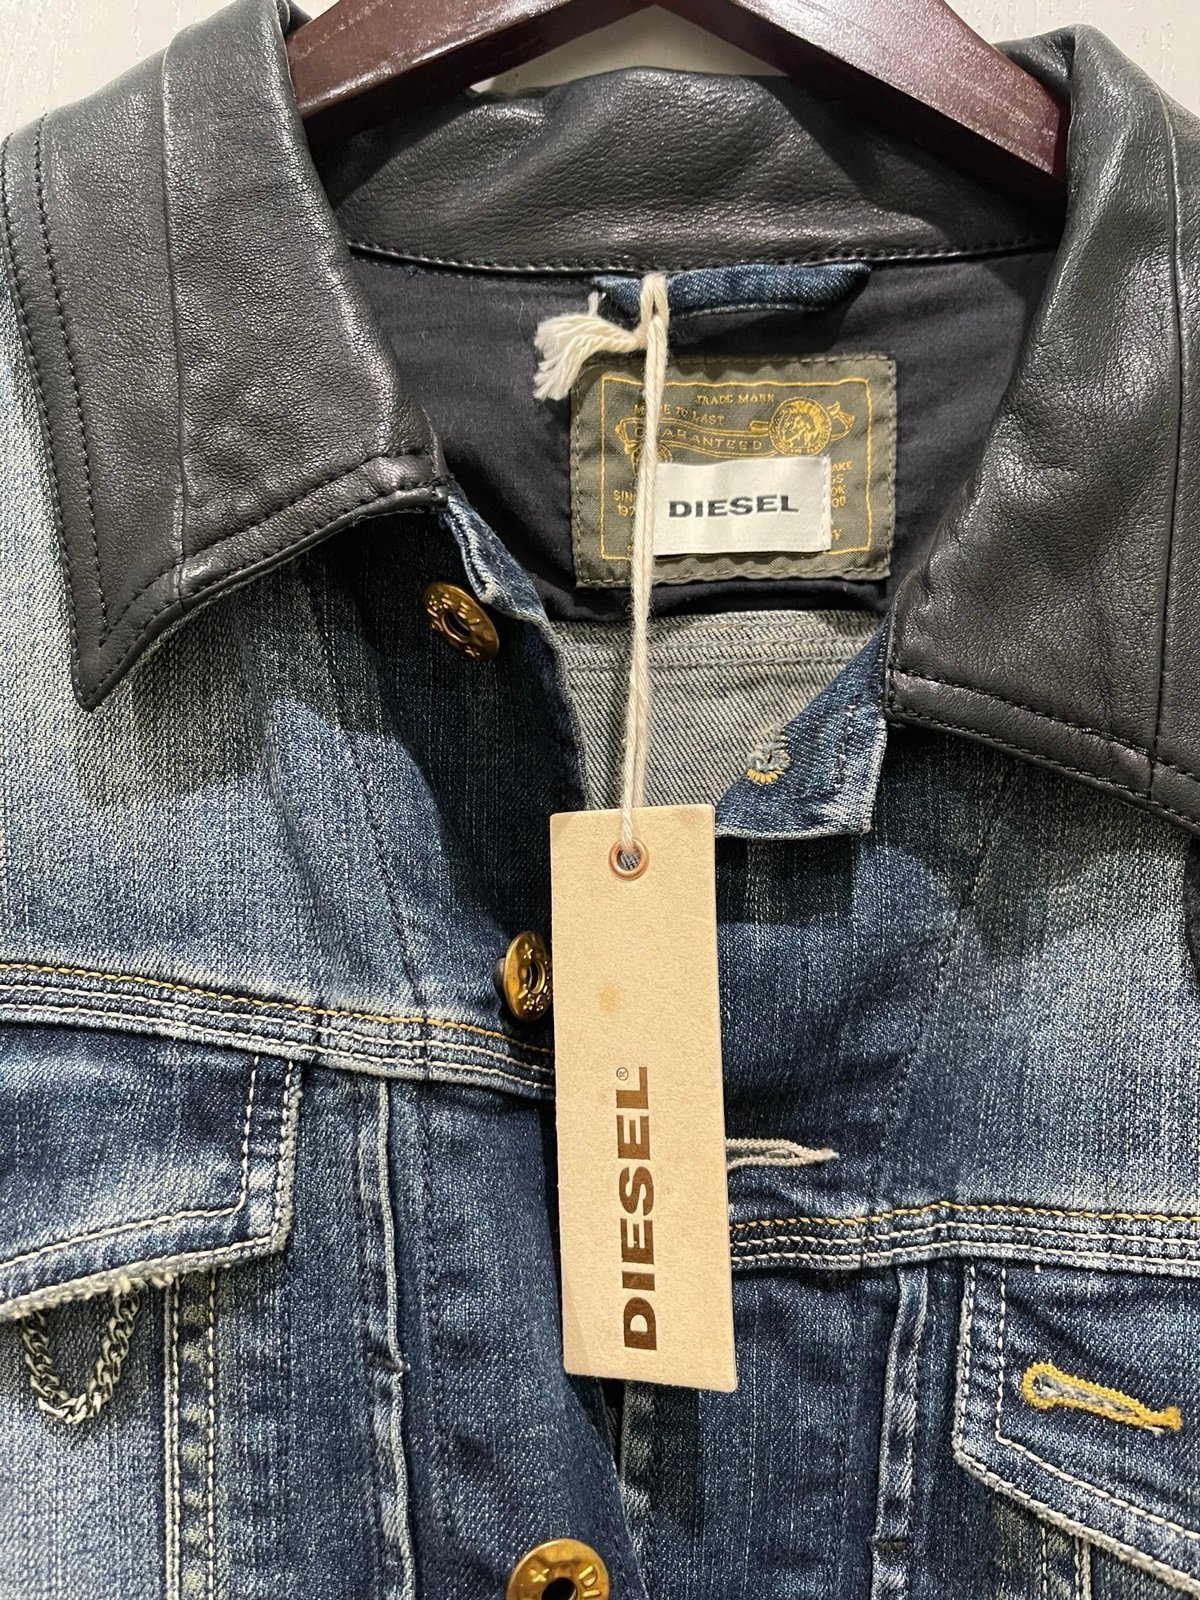 TRADE MARK
MADE TO LAST
GUARANTEED
DIESEL
DIESEL®